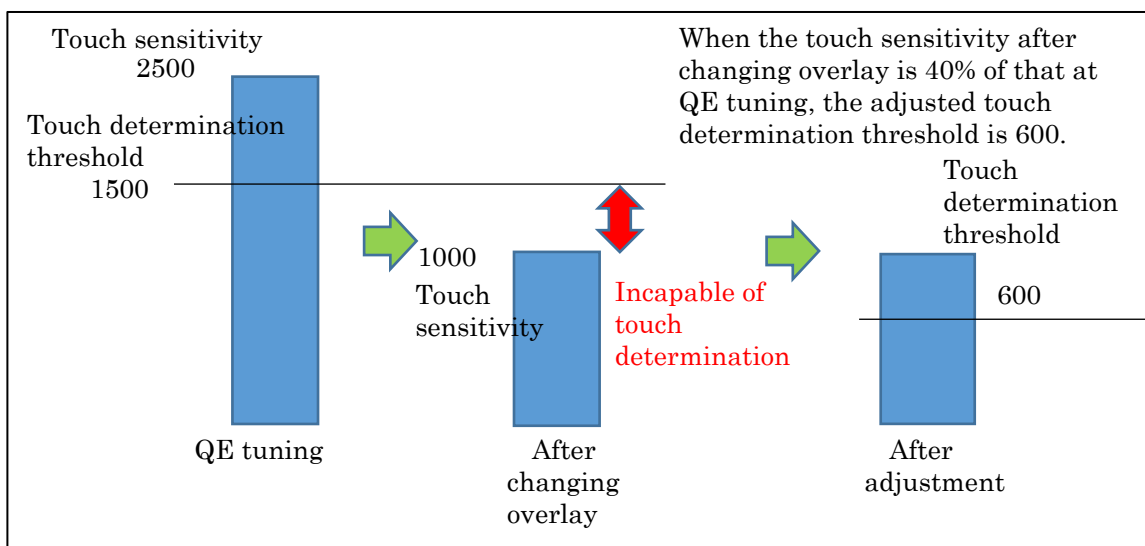 Touch sensitivity
2500
Touch determination
threshold
1500
QE tuning
1000
Touch
sensitivity
Incapable of
touch
determination
After
changing
overlay
When the touch sensitivity after
changing overlay is 40% of that at
QE tuning, the adjusted touch
determination threshold is 600.
Touch
determination
threshold
600
After
adjustment